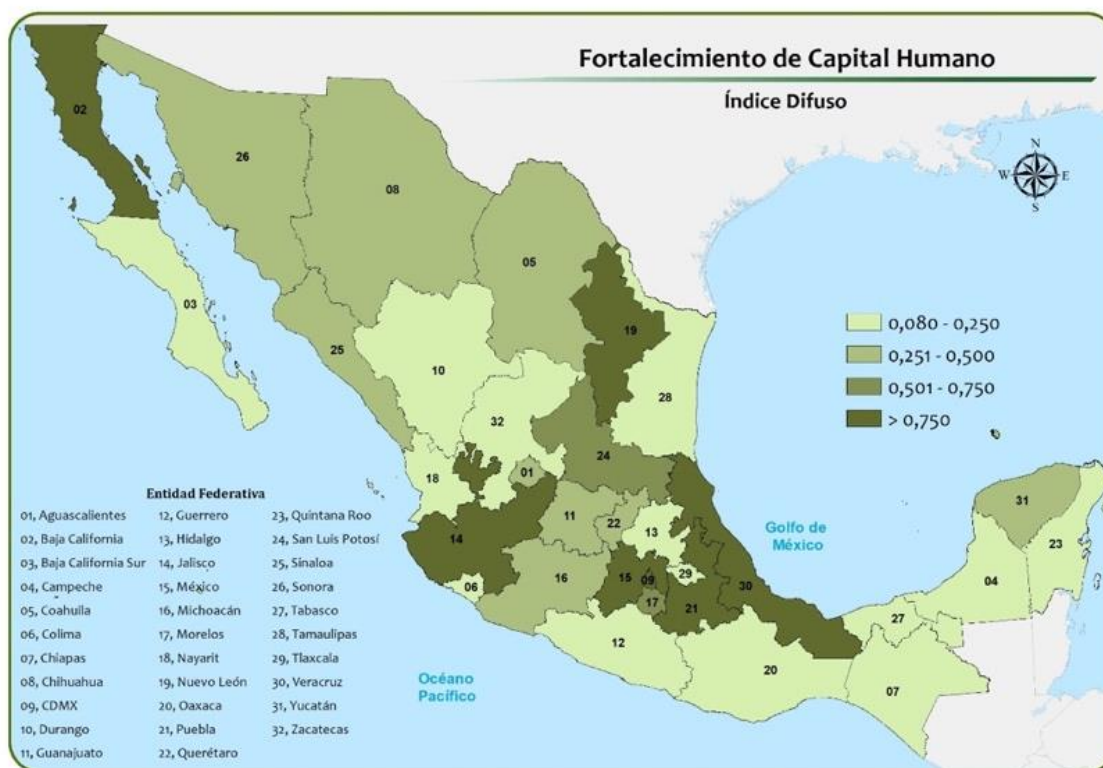 Fortalecimiento de Capital Humano
Índice Difuso
N
W E
S
02
26
08
05
03
19
25
10
28
32
24
01
18
11
22
13
14
06
16
15
09
29
17
21
30
12
20
27
07
04
31
23
0,080 - 0,250
0,251 - 0,500
0,501 - 0,750
> 0,750
Golfo de
México
Océano
Pacífico
Entidad Federativa
01, Aguascalientes
02, Baja California
03, Baja California Sur
04, Campeche
05, Coahuila
06, Colima
07, Chiapas
08, Chihuahua
09, CDMX
10, Durango
11, Guanajuato
12, Guerrero
13, Hidalgo
14, Jalisco
15, México
16, Michoacán
17, Morelos
18, Nayarit
19, Nuevo León
20, Oaxaca
21, Puebla
22, Querétaro
23, Quintana Roo
24, San Luis Potosí
25, Sinaloa
26, Sonora
27, Tabasco
28, Tamaulipas
29, Tlaxcala
30, Veracruz
31, Yucatán
32, Zacatecas